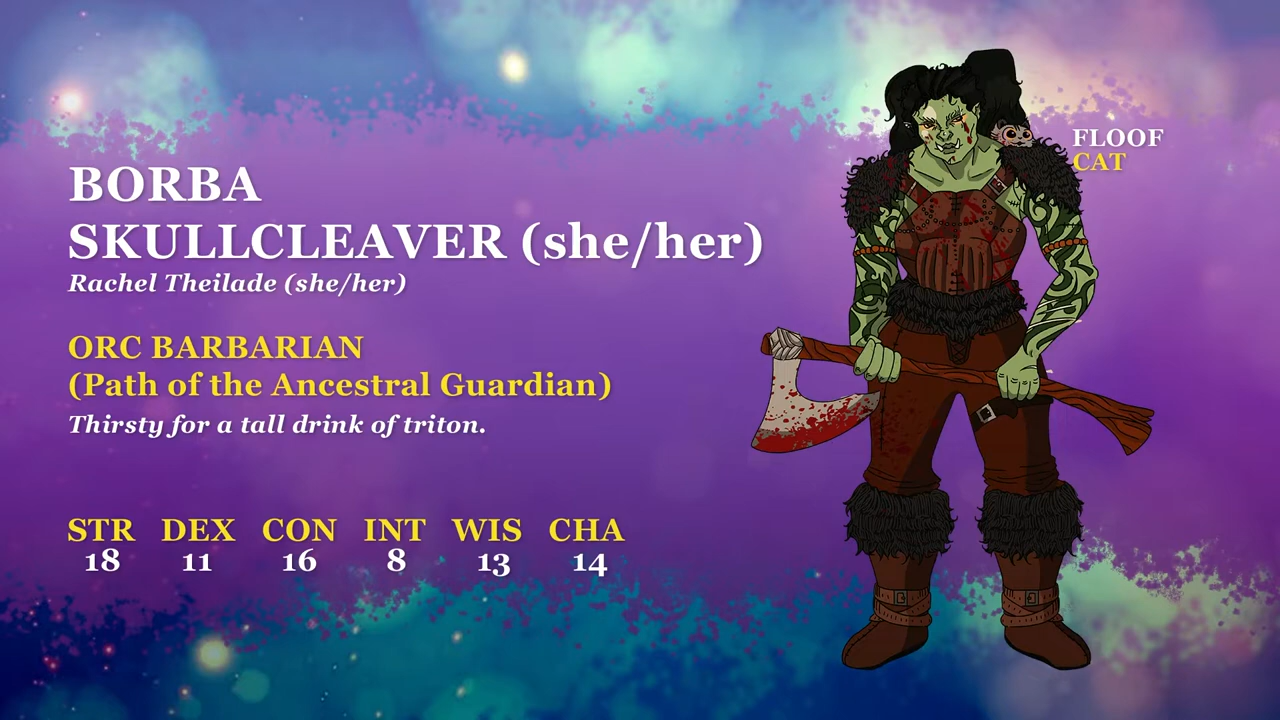 BORBA
SKULLCLEAVER (she/her)
Rachel Theilade (she/her)
ORC BARBARIAN
(Path of the Ancestral Guardian)
Thirsty for a tall drink of triton.
STR DEX CON INT WIS CHA
18 11 16 8 13 14
FLOOF
CAT